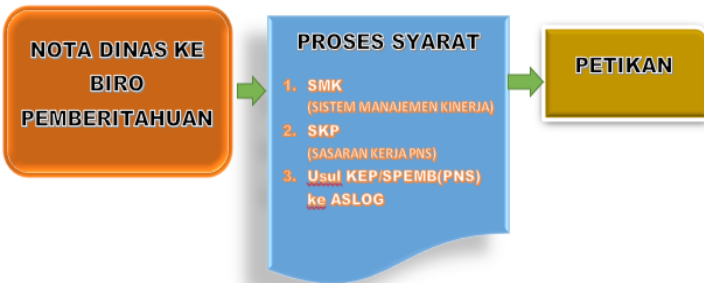 NOTA DINAS KE
BIRO
PEMBERITAHUAN
PROSES SYARAT
1. SMK
(SISTEM MANAJEMEN KINERJA)
2. SKP
(SASARAN KERJA PNS)
3. Usul KEP/SPEMB(PNS)
ke ASLOG
PETIKAN